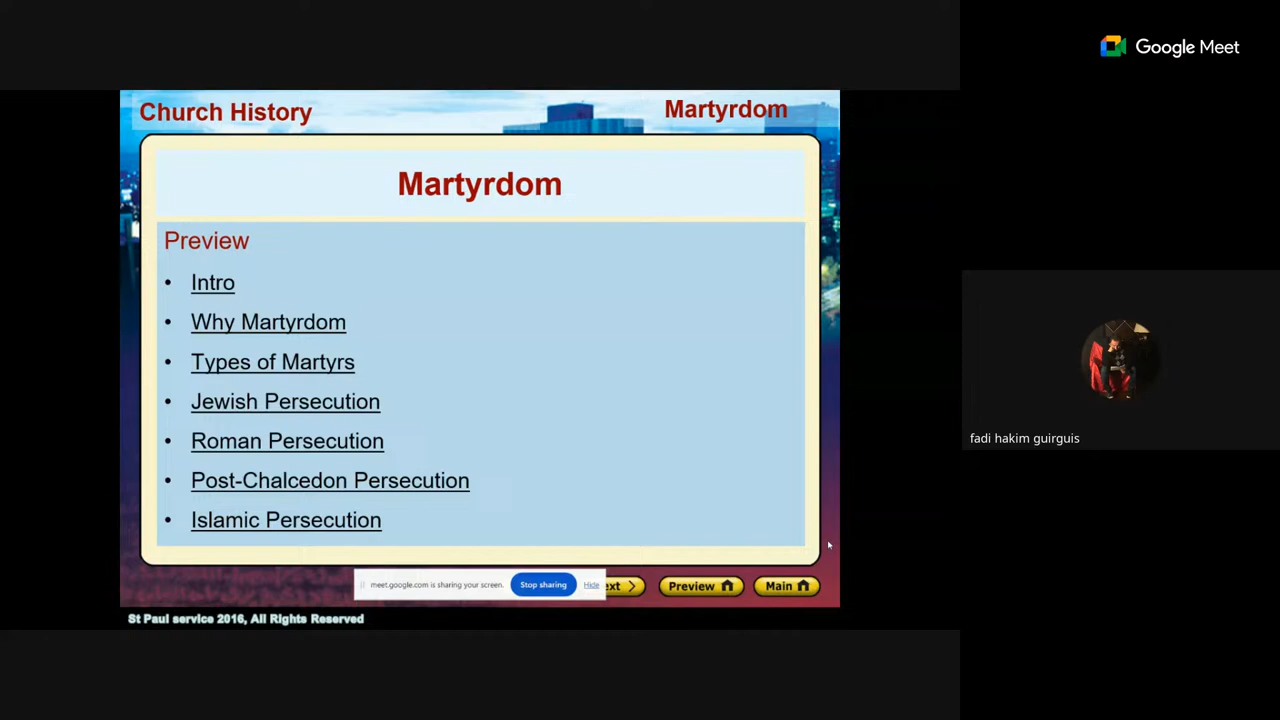 Google Meet
Church History
Martyrdom
Martyrdom
Preview
• Intro
• Why Martyrdom
• Types of Martyrs
• Jewish Persecution
• Roman Persecution
• Post-Chalcedon Persecution
• Islamic Persecution
fadi hakim guirguis
meet.google.com is sharing your screen.
Stop sharing
Hide
ext
Preview
Main
St Paul service 2016, All Rights Reserved